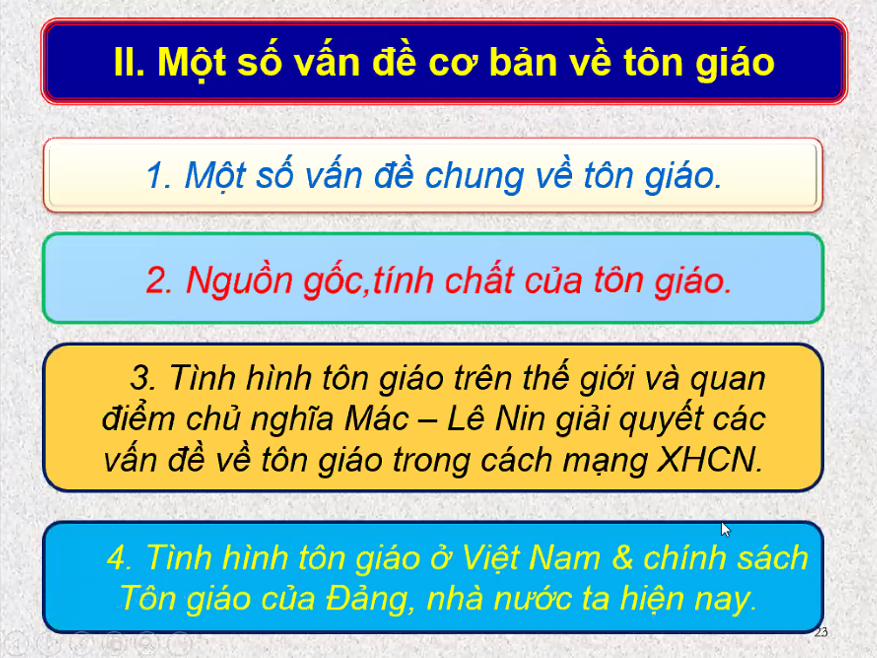 II. Một số vấn đề cơ bản về tôn giáo
1. Một số vấn đề chung về tôn giáo.
2. Nguồn gốc,tính chất của tôn giáo.
3. Tình hình tôn giáo trên thế giới và quan
điểm chủ nghĩa Mác – Lê Nin giải quyết các
vấn đề về tôn giáo trong cách mạng XHCN.
4. Tình hình tôn giáo ở Việt Nam & chính sách
Tôn giáo của Đảng, nhà nước ta hiện nay.
23